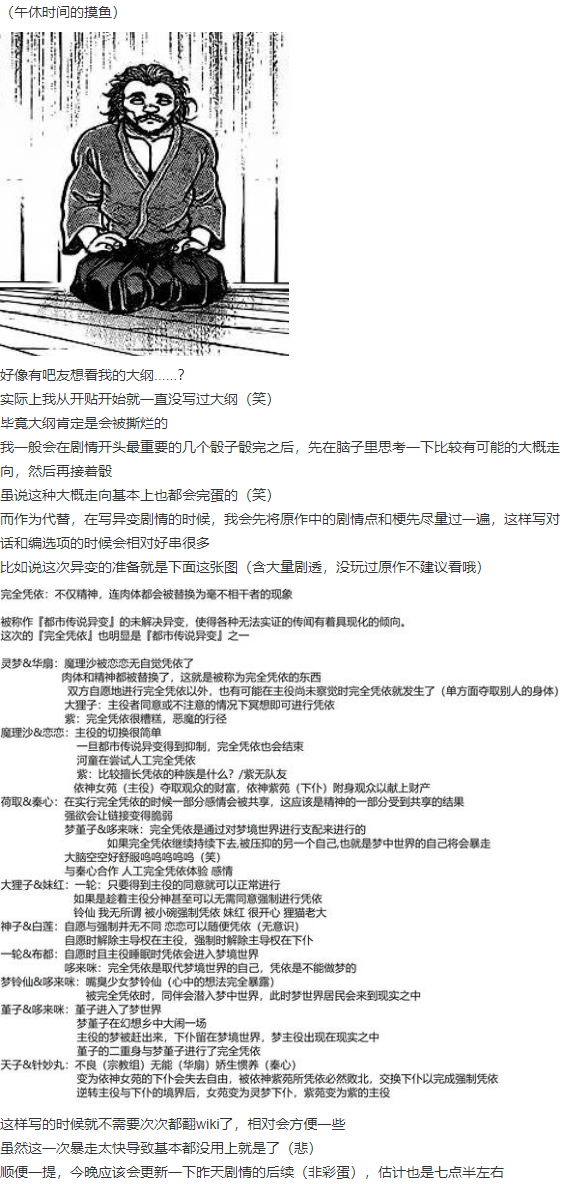 （午休时间的摸鱼）
好像有吧友想看我的大纲......？
实际上我从开贴开始就一直没写过大纲（笑）
毕竟大纲肯定是会被撕烂的
我一般会在剧情开头最重要的几个骰子骰完之后，先在脑子里思考一下比较有可能的大概走
向，然后再接着骰
虽说这种大概走向基本上也都会完蛋的（笑）
而作为代替，在写异变剧情的时候，我会先将原作中的剧情点和梗先尽量过一遍，这样写对
话和编选项的时候会相对好串很多
比如说这次异变的准备就是下面这张图（含大量剧透，没玩过原作不建议看哦）
完全凭依：不仅精神，连肉体都会被替换为毫不相干者的现象
被称作『都市传说异变』的未解决异变，使得各种无法实证的传闻有着具现化的倾向。
这次的『完全凭依』也明显是『都市传说异变』之一
灵梦&华扇：魔理沙被恋恋无自觉凭依了
肉体和精神都被替换了，这就是被称为完全凭依的东西
双方自愿地进行完全凭依以外，也有可能在主役尚未察觉时完全凭依就发生了（单方面夺取别人的身体）
大狸子：主役者同意或不注意的情况下冥想即可进行凭依
紫：完全凭依很糟糕，恶魔的行径
魔理沙&恋恋：主役的切换很简单
一旦都市传说异变得到抑制，完全凭依也会结束
河童在尝试人工完全凭依
紫：比较擅长凭依的种族是什么？/紫无队友
依神女苑（主役）夺取观众的财富，依神紫苑（下仆）附身观众以献上财产
荷取&秦心：在实行完全凭依的时候一部分感情会被共享，这应该是精神的一部分受到共享的结果
强欲会让链接变得脆弱
梦堇子&哆来咪：完全凭依是通过对梦境世界进行支配来进行的
如果完全凭依继续持续下去,被压抑的另一个自己,也就是梦中世界的自己将会暴走
大脑空空好舒服呜呜呜呜呜（笑）
与秦心合作 人工完全凭依体验 感情
大狸子&妹红：一轮：只要得到主役的同意就可以正常进行
如果是趁着主役分神甚至可以无需同意强制进行凭依
铃仙 我无所谓 被小碗强制凭依 妹红 很开心 狸猫老大
神子&白莲：自愿与强制并无不同 恋恋可以随便凭依（无意识）
自愿时解除主导权在主役，强制时解除主导权在下仆
一轮&布都：自愿时且主役睡眠时凭依会进入梦境世界
哆来咪：完全凭依是取代梦境世界的自己，凭依是不能做梦的
梦铃仙&哆来咪：嘴臭少女梦铃仙（心中的想法完全暴露）
被完全凭依时，同伴会潜入梦中世界，此时梦世界居民会来到现实之中
堇子&哆来咪：堇子进入了梦世界
梦堇子在幻想乡中大闹一场
主役的梦被赶出来，下仆留在梦境世界，梦主役出现在现实之中
堇子的二重身与梦堇子进行了完全凭依
天子&针妙丸：不良（宗教组）无能（华扇）娇生惯养（秦心）
变为依神女苑的下仆会失去自由，被依神紫苑所凭依必然败北，交换下仆以完成强制凭依
逆转主役与下仆的境界后，女苑变为灵梦下仆，紫苑变为紫的主役
这样写的时候就不需要次次都翻wiki了，相对会方便一些
虽然这一次暴走太快导致基本都没用上就是了（悲）
顺便一提，今晚应该会更新一下昨天剧情的后续（非彩蛋），估计也是七点半左右